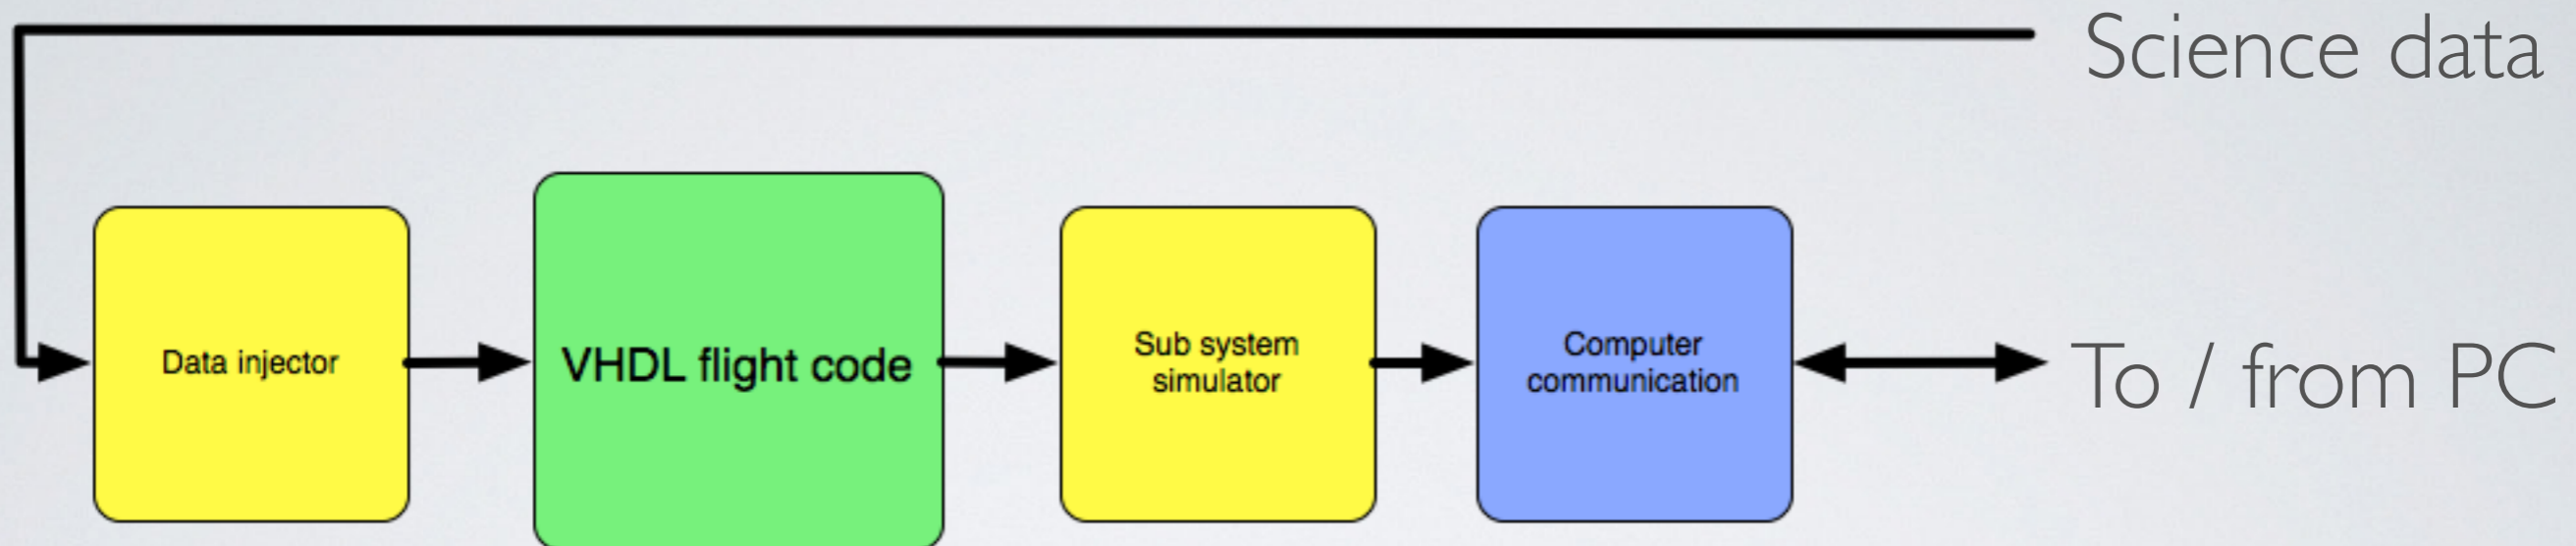 Science data
Data injector
VHDL flight code
Sub system
simulator
Computer
communication
To / from PC